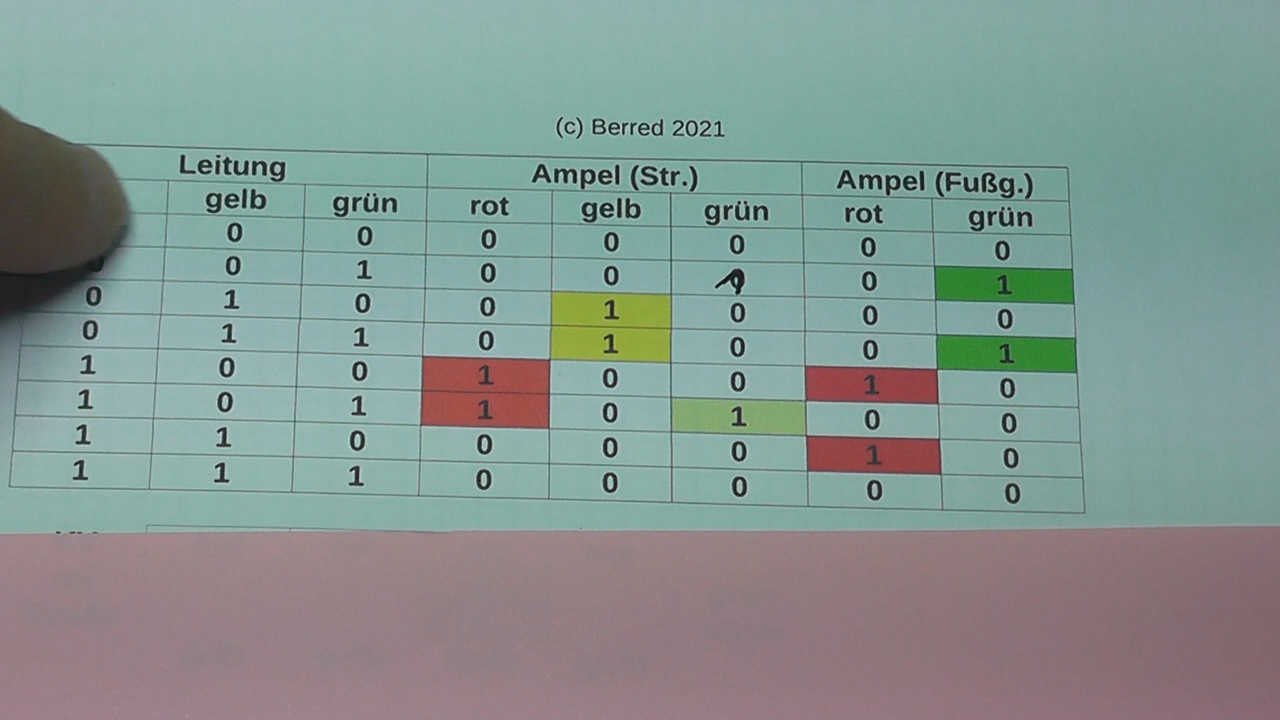 (c) Berred 2021
Leitung Ampel (Str.) Ampel (Fußg.)
gelb grün rot gelb grün rot grün
0 0 0 0 0 0 0
0 1 0 0 0 1
0 1 0 0 1 0 0 0
0 1 1 0 1 0 0 1
1 0 0 1 0 0 1 0
1 0 1 1 0 1 0 0
1 1 0 0 0 0 1 0
1 1 1 0 0 0 0 0